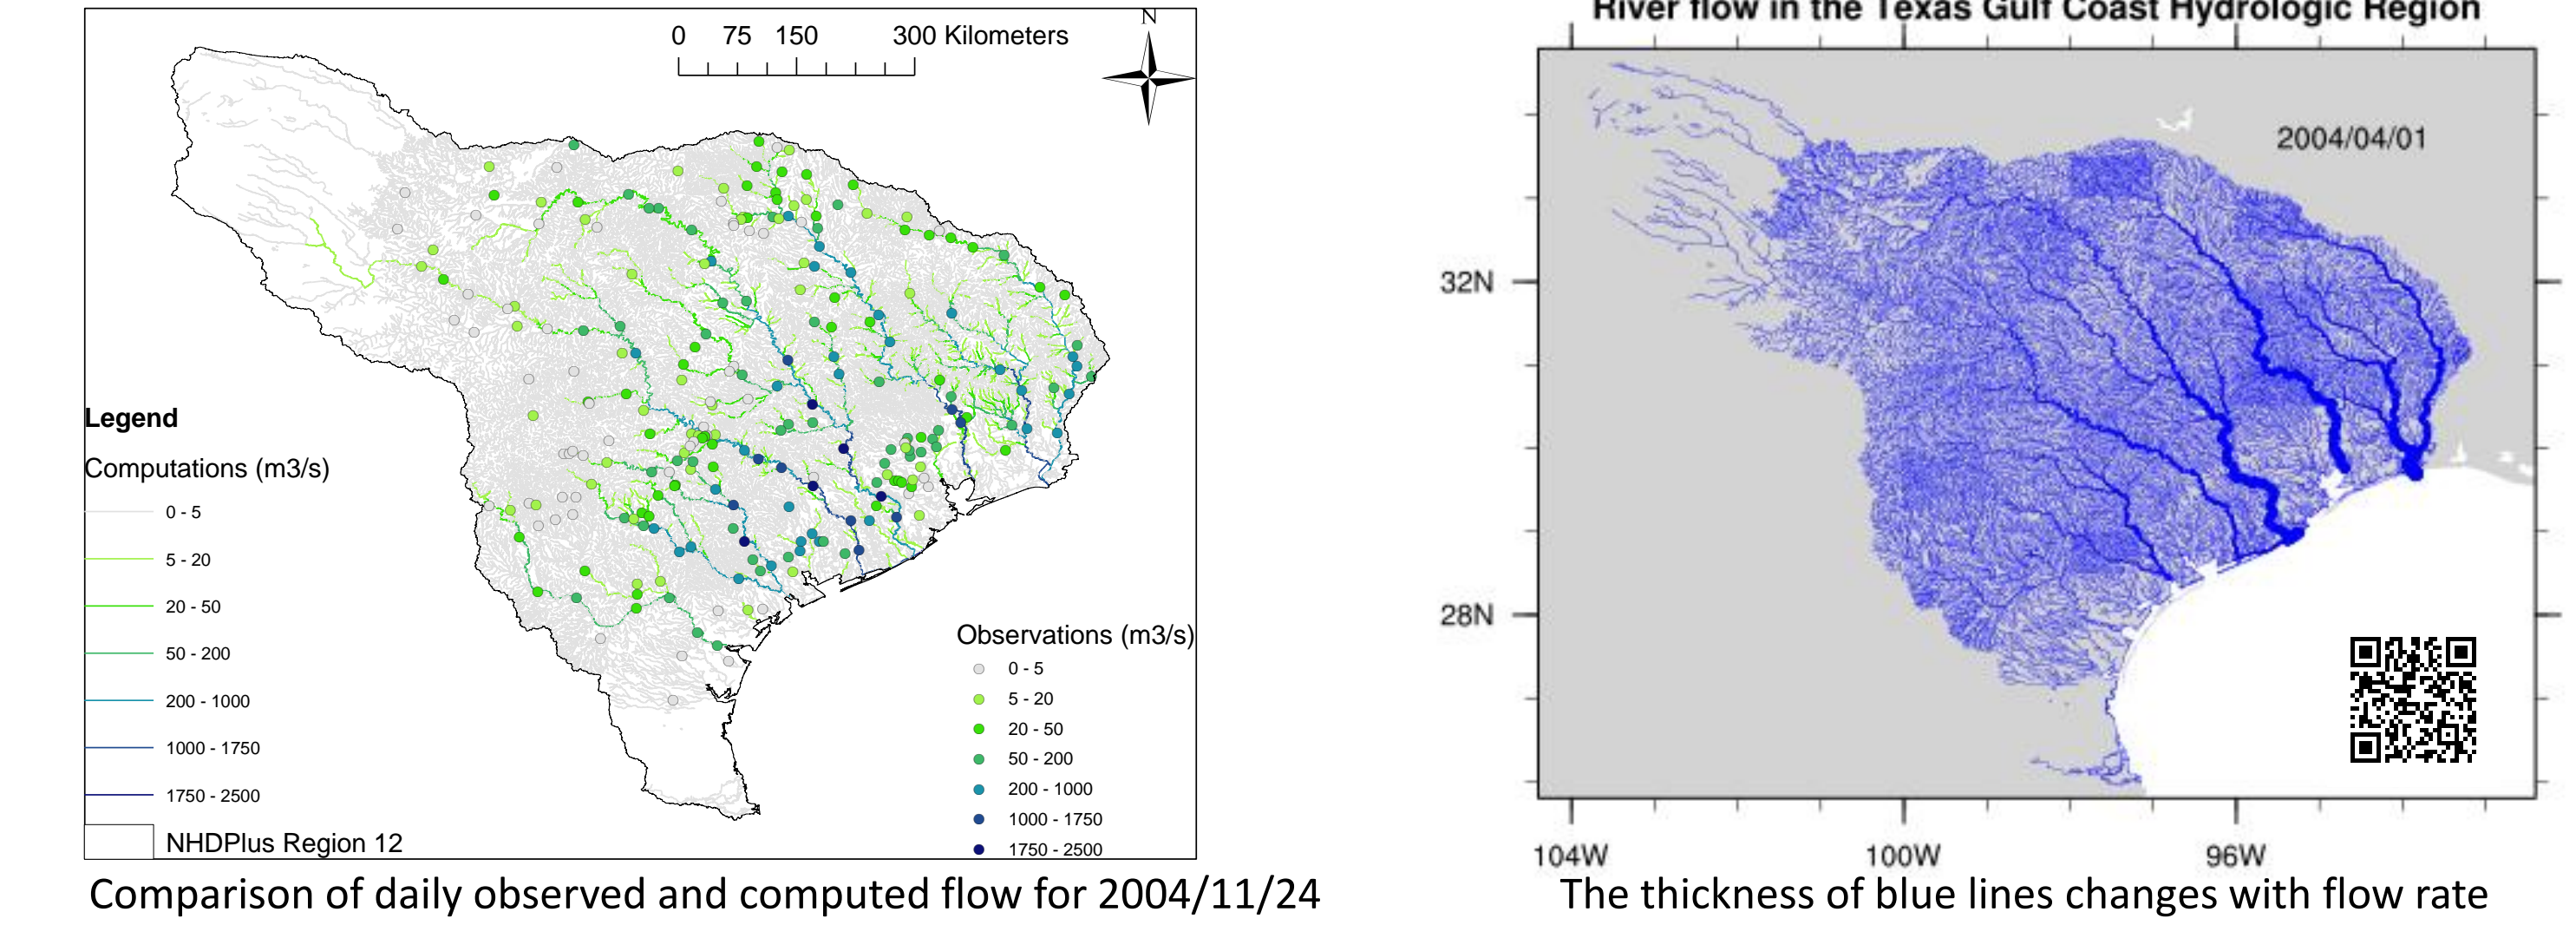 0 75 150 300 Kilometers
N
Legend
Computations (m3/s)
0 - 5
5 - 20
20 - 50
50 - 200
200 - 1000
1000 - 1750
1750 - 2500
NHDPlus Region 12
Observations (m3/s)
0 - 5
5 - 20
20 - 50
50 - 200
200 - 1000
1000 - 1750
1750 - 2500
Comparison of daily observed and computed flow for 2004/11/24
River flow in the Texas Gulf Coast Hydrologic Region
2004/04/01
32N
28N
104W 100W 96W
The thickness of blue lines changes with flow rate